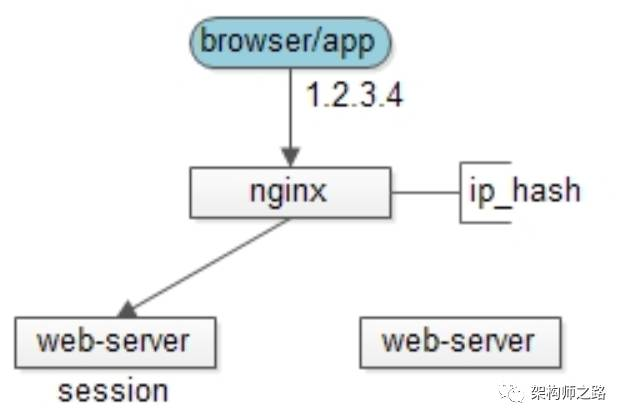 browser/app
1.2.3.4
nginx
ip_hash
web-server
web-server
session
架构师之路